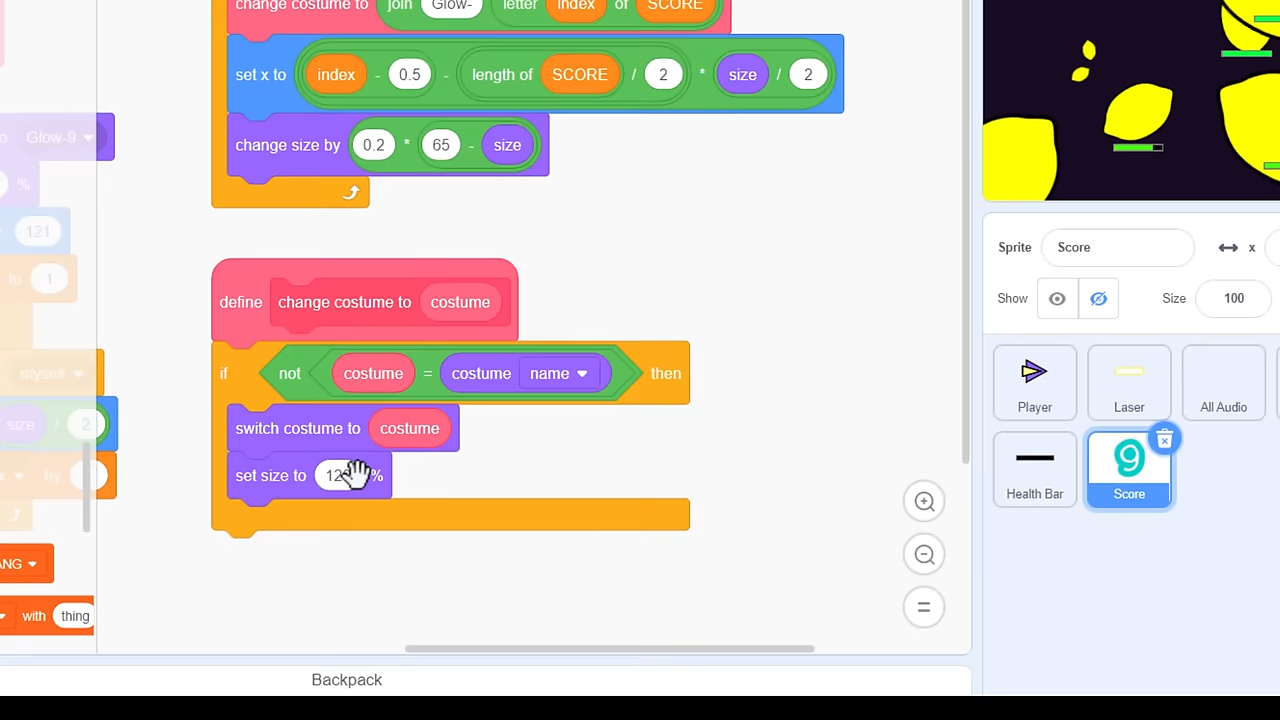 change costume to join Glow- letter index of SCORE
set x to index - 0.5 - length of SCORE / 2 * size / 2
Glow-9
change size by 0.2 * 65 - size
%
121
to 1
define change costume to costume
myself
if not costume = costume name then
size / 2
switch costume to costume
by
set size to %
with thing
Backpack
Sprite Score x
Show Size 100
Player
Laser
All Audio
Health Bar
Score